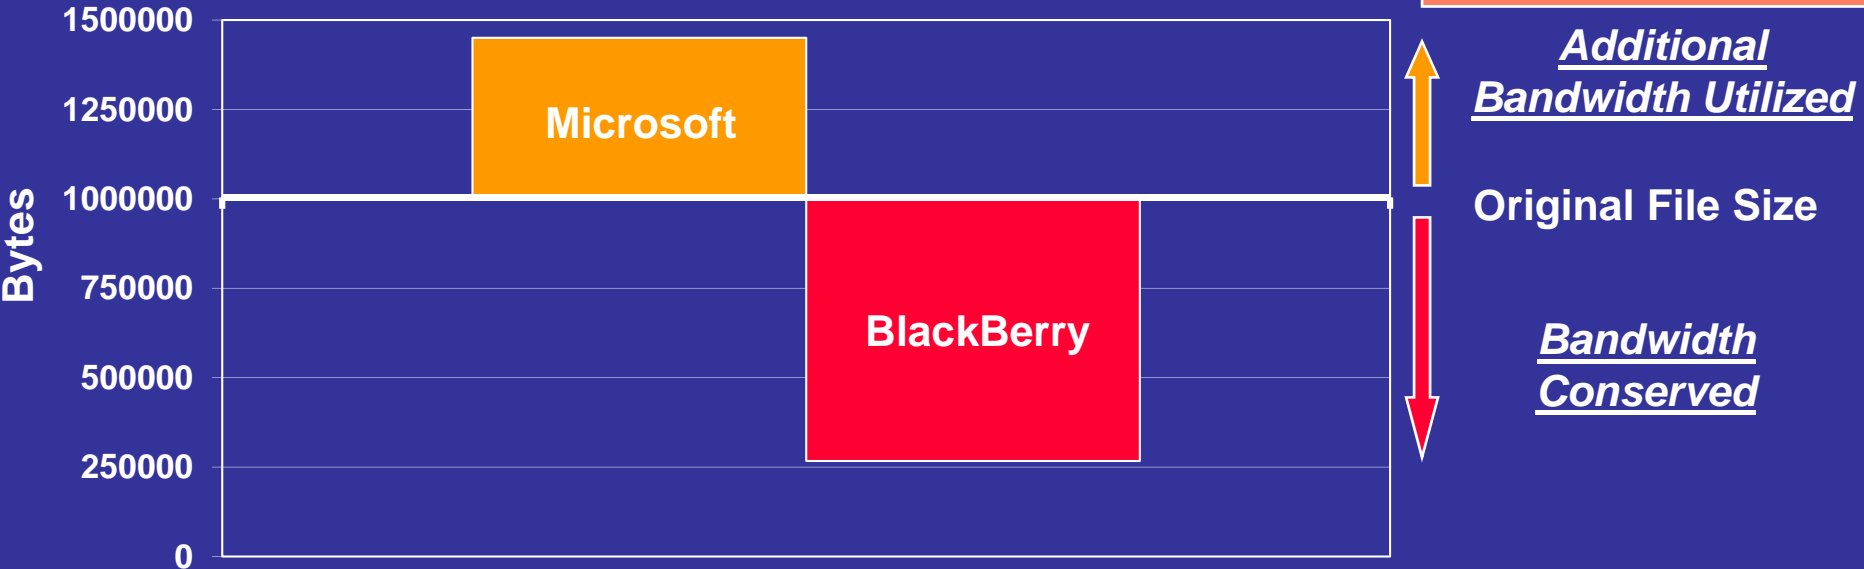 1500000
1250000
1000000
750000
500000
250000
0
Bytes
Microsoft
BlackBerry
Additional
Bandwidth Utilized
Original File Size
Bandwidth
Conserved